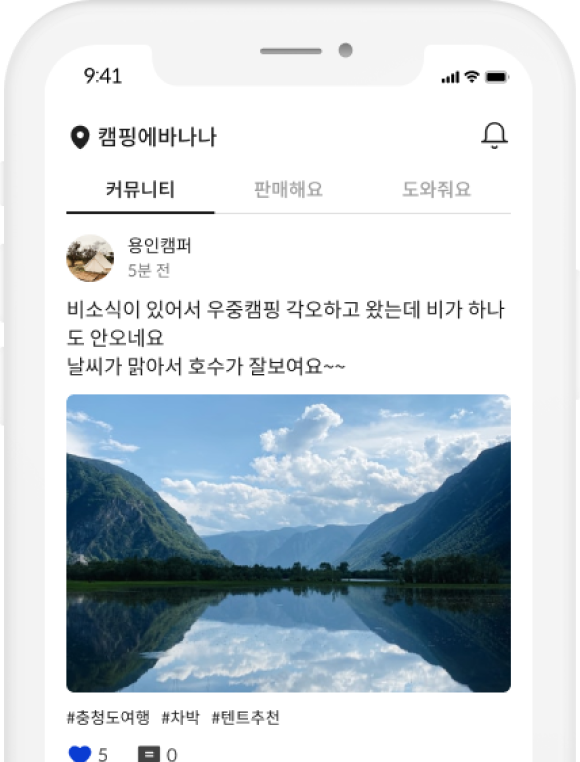 9:41
캠핑에바나나
커뮤니티 판매해요 도와줘요
용인캠퍼
5분 전
비소식이 있어서 우중캠핑 각오하고 왔는데 비가 하나
도 안오네요
날씨가 맑아서 호수가 잘보여요~~
#충청도여행 #차박 #텐트추천
5 0